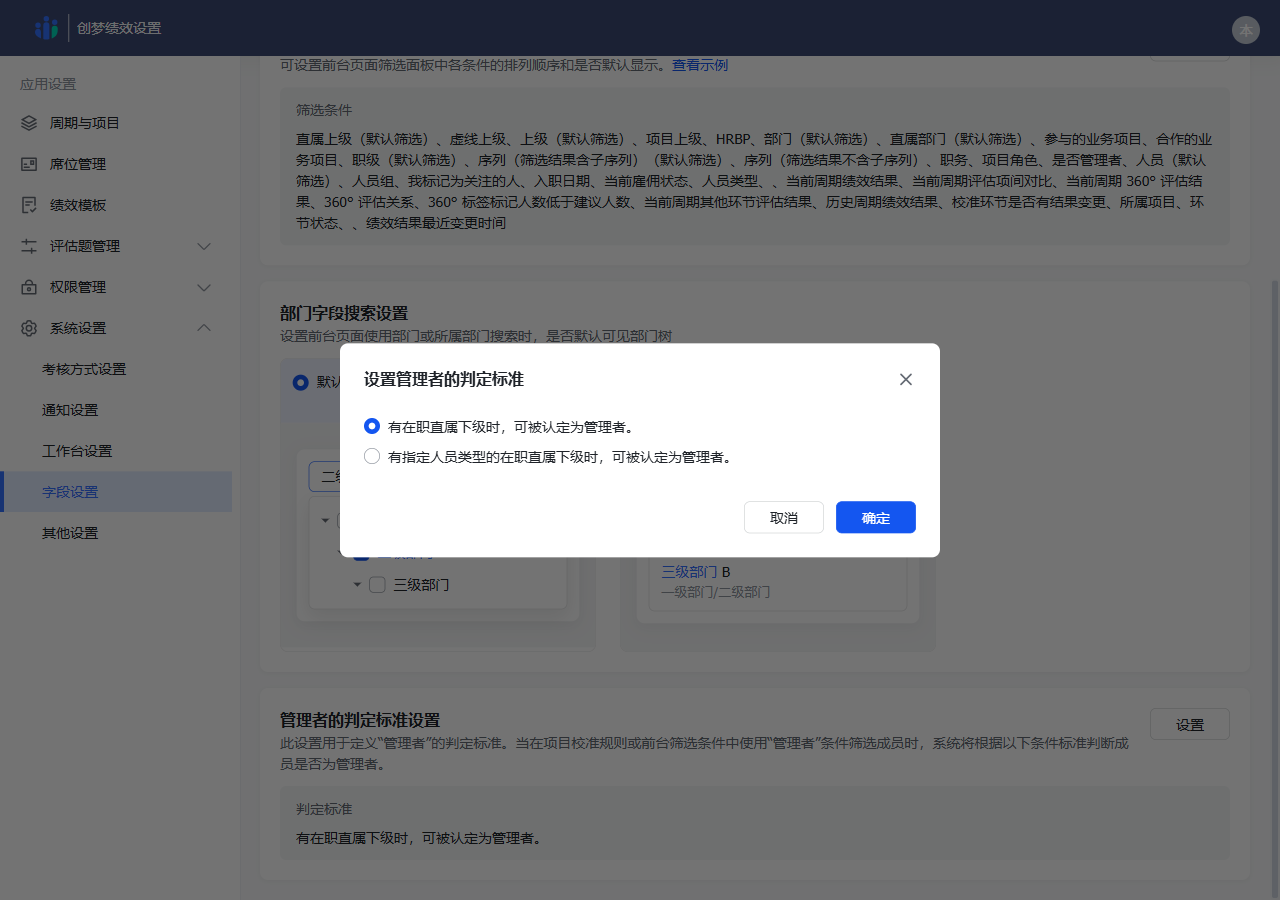 创梦绩效设置
本
应用设置
周期与项目
席位管理
绩效模板
评估题管理
权限管理
系统设置
考核方式设置
通知设置
工作台设置
字段设置
其他设置
可设置前台页面筛选面板中各条件的排列顺序和是否默认显示。查看示例
筛选条件
直属上级（默认筛选）、虚线上级、上级（默认筛选）、项目上级、HRBP、部门（默认筛选）、直属部门（默认筛选）、参与的业务项目、合作的业
务项目、职级（默认筛选）、序列（筛选结果含子序列）（默认筛选）、序列（筛选结果不含子序列）、职务、项目角色、是否管理者、人员（默认
筛选）、人员组、我标记为关注的人、入职日期、当前雇佣状态、人员类型、、当前周期绩效结果、当前周期评估项间对比、当前周期 360° 评估结
果、360° 评估关系、360° 标签标记人数低于建议人数、当前周期其他环节评估结果、历史周期绩效结果、校准环节是否有结果变更、所属项目、环
节状态、、绩效结果最近变更时间
部门字段搜索设置
设置前台页面使用部门或所属部门搜索时，是否默认可见部门树
默认
二级
三级部门
三级部门 B
一级部门/二级部门
设置管理者的判定标准
有在职直属下级时，可被认定为管理者。
有指定人员类型的在职直属下级时，可被认定为管理者。
取消
确定
管理者的判定标准设置
设置
此设置用于定义“管理者”的判定标准。当在项目校准规则或前台筛选条件中使用“管理者”条件筛选成员时，系统将根据以下条件标准判断成
员是否为管理者。
判定标准
有在职直属下级时，可被认定为管理者。